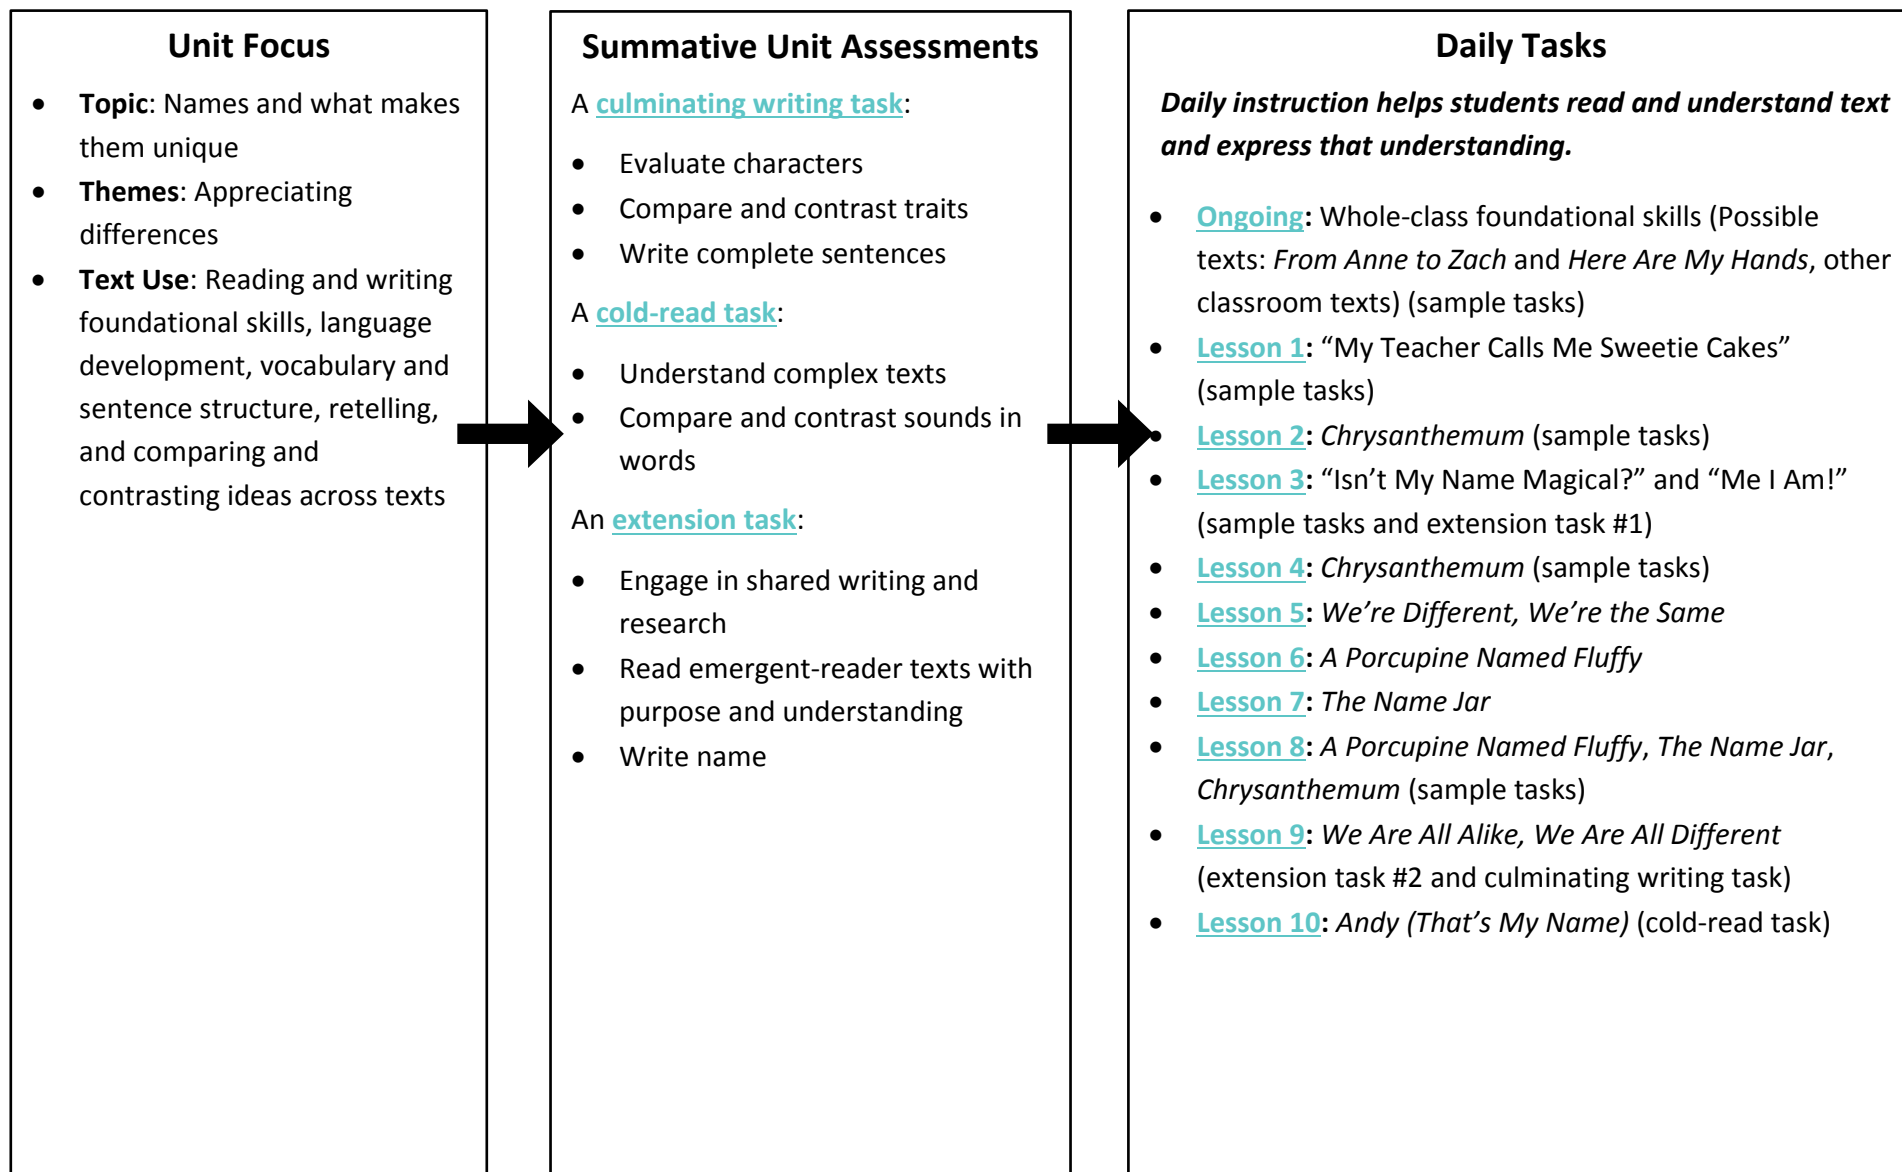 Unit Focus
• Topic: Names and what makes
them unique
• Themes: Appreciating
differences
• Text Use: Reading and writing
foundational skills, language
development, vocabulary and
sentence structure, retelling,
and comparing and
contrasting ideas across texts
Summative Unit Assessments
A culminating writing task:
• Evaluate characters
• Compare and contrast traits
• Write complete sentences
A cold-read task:
• Understand complex texts
• Compare and contrast sounds in
words
An extension task:
• Engage in shared writing and
research
• Read emergent-reader texts with
purpose and understanding
• Write name
Daily Tasks
Daily instruction helps students read and understand text
and express that understanding.
• Ongoing: Whole-class foundational skills (Possible
texts: From Anne to Zach and Here Are My Hands, other
classroom texts) (sample tasks)
• Lesson 1: “My Teacher Calls Me Sweetie Cakes”
(sample tasks)
• Lesson 2: Chrysanthemum (sample tasks)
• Lesson 3: “Isn’t My Name Magical?” and “Me I Am!”
(sample tasks and extension task #1)
• Lesson 4: Chrysanthemum (sample tasks)
• Lesson 5: We’re Different, We’re the Same
• Lesson 6: A Porcupine Named Fluffy
• Lesson 7: The Name Jar
• Lesson 8: A Porcupine Named Fluffy, The Name Jar,
Chrysanthemum (sample tasks)
• Lesson 9: We Are All Alike, We Are All Different
(extension task #2 and culminating writing task)
• Lesson 10: Andy (That’s My Name) (cold-read task)